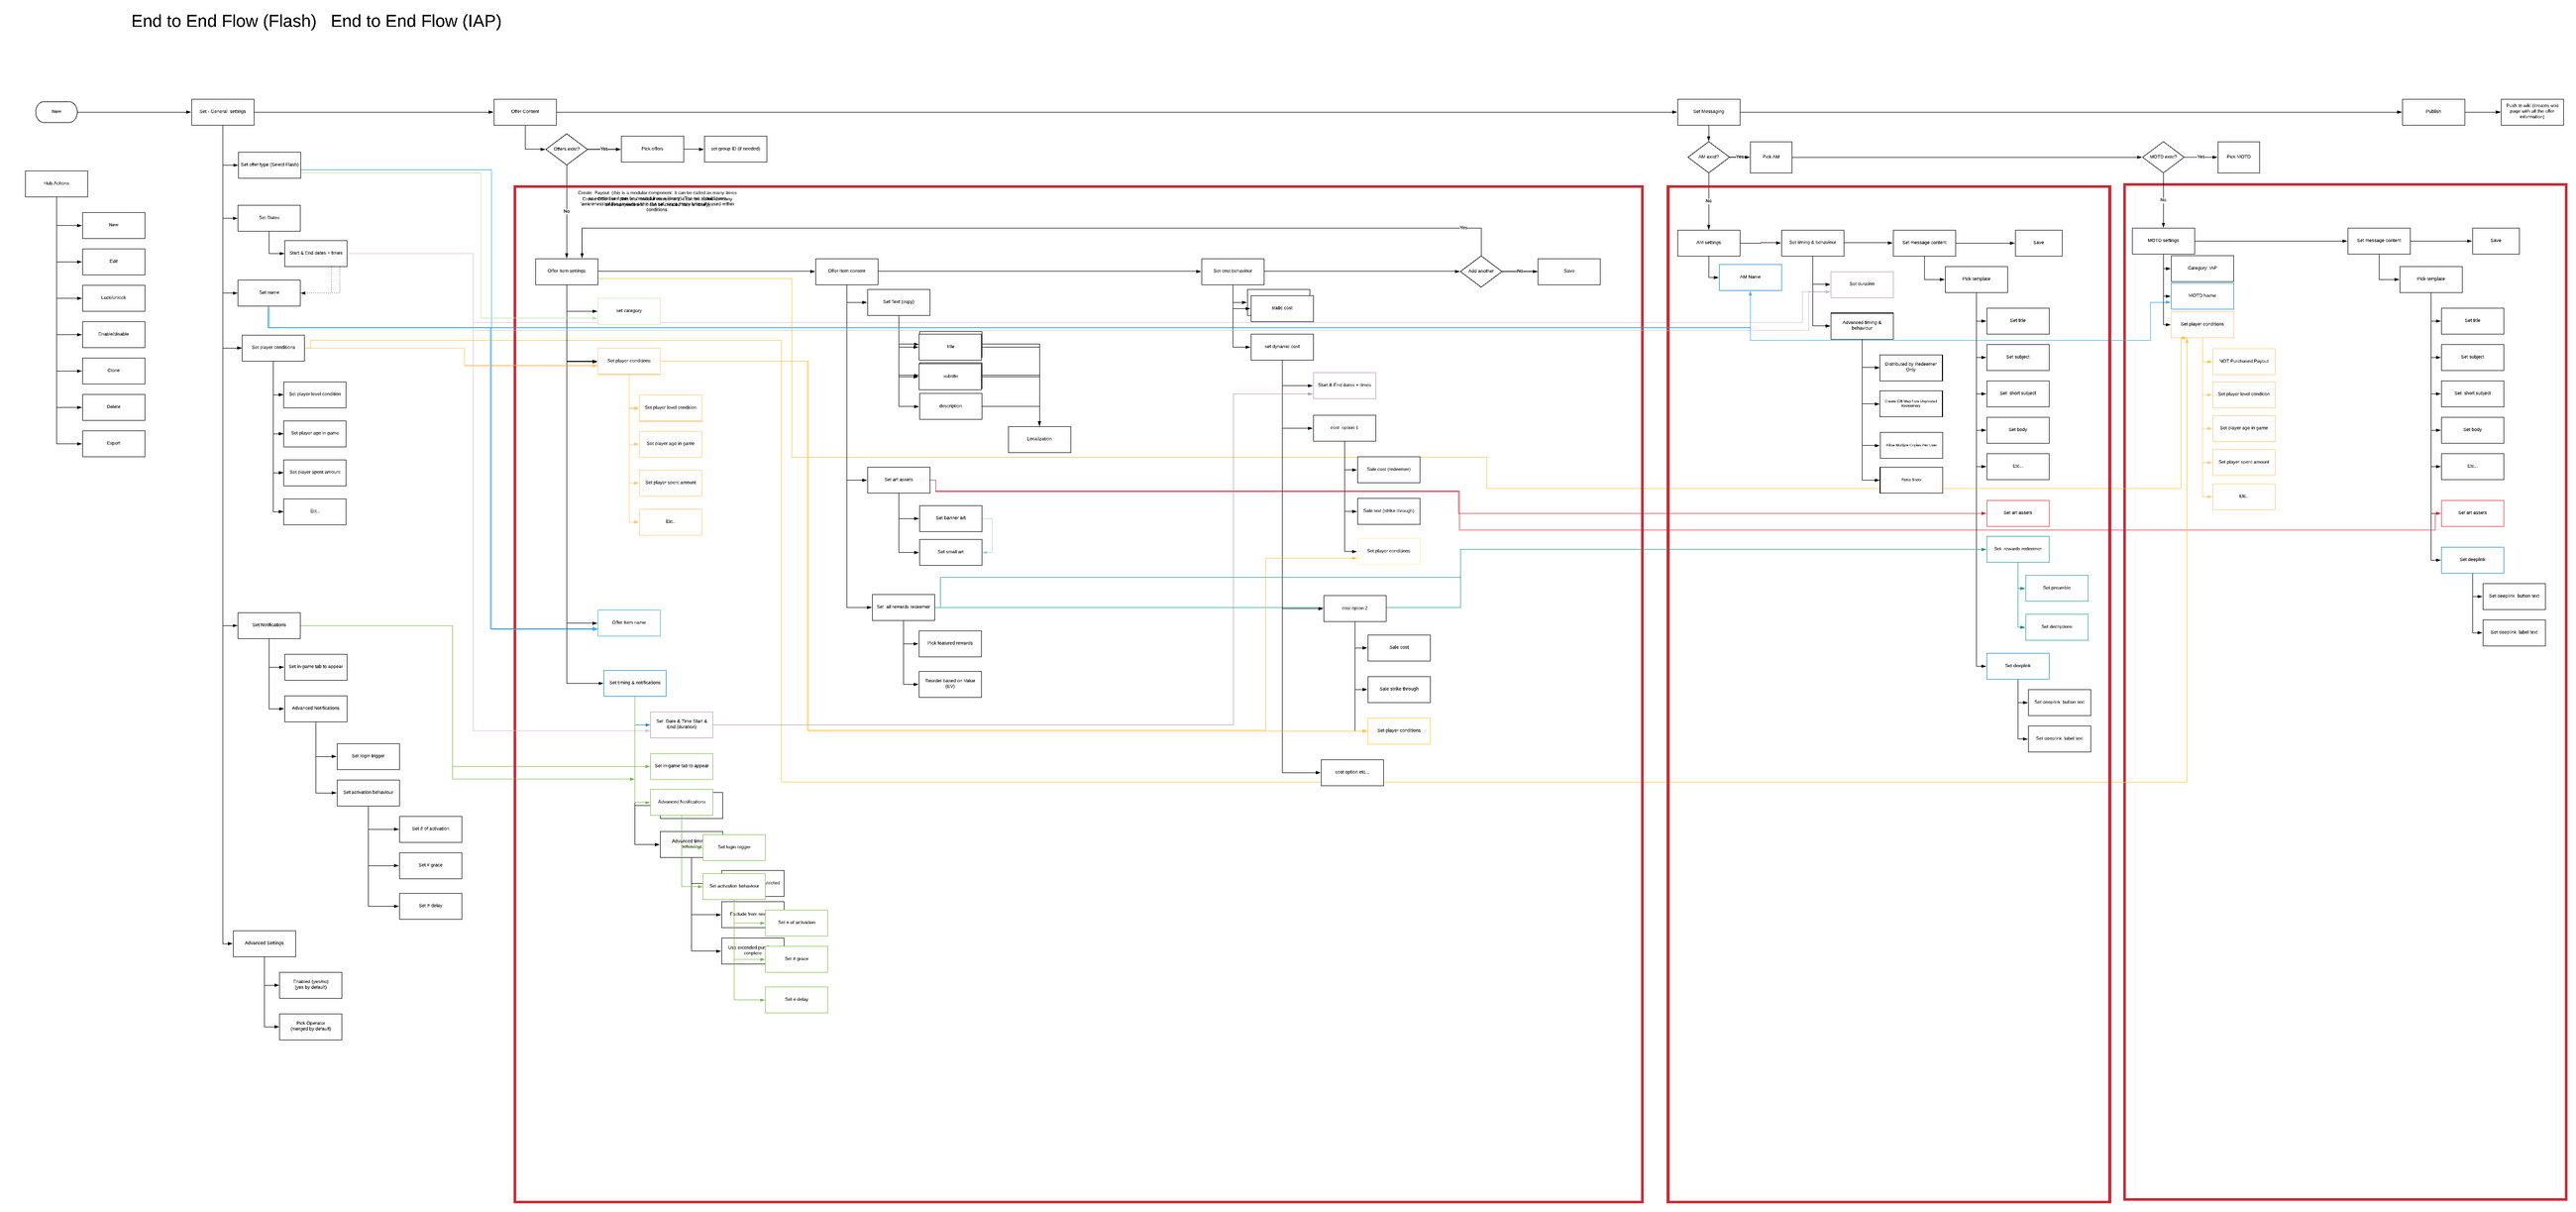 End to End Flow (Flash) End to End Flow (IAP)
New
Set - General settings
Offer Content
Set Messaging
Publish
Push to wiki (creates wiki
page with all the offer
information)
Offers exist?
Yes
Pick offers
set group ID (if needed)
AM exist?
Yes
Pick AM
MOTD exist?
Yes
Pick MOTD
No
No
No
Hub Actions
New
Edit
Lock/unlock
Enable/disable
Clone
Delete
Export
Set offer type (Select Flash)
Set Dates
Start & End dates + times
Set name
Set player conditions
Set player level condition
Set player age in game
Set player spent amount
Etc..
Set Notifications
Set in-game tab to appear
Advanced Notifications
Set login trigger
Set activation behaviour
Set # of activation
Set # grace
Set # delay
Advanced Settings
Enabled (yes/no)
(yes by default)
Pick Operator
(merged by default)
Create Payout (this is a modular component. It can be called as many times
conditions.
Yes
Offer item settings
Offer item content
Add another
No
Save
set category
Set player conditions
Set player level condition
Set player age in game
Set player spent amount
Etc..
Offer Item name
Set timing & notifications
Set Date & Time Start &
End (duration)
Set in-game tab to appear
Advanced Notifications
Set login trigger
Set activation behaviour
Exclude from
Set # of activation
complete
Set # grace
Set # delay
Set Text (copy)
title
subtitle
description
Localization
Set art assets
Set banner art
Set small art
Set all rewards redeemer
Pick featured rewards
Reorder based on Value
(EV)
static cost
set dynamic cost
Start & End dates + times
cost option 1
Sale cost (redeemer)
Sale text (strike through)
Set player conditions
cost option 2
Sale cost
Sale strike through
Set player conditions
cost option etc...
AM settings
Set timing & behaviour
Set message content
Save
AM Name
Set duration
Advanced timing &
behaviour
Distributed by Redeemer
Only
Allow Multiple Copies Per User
Pick template
Set title
Set subject
Set short subject
Set body
Etc...
Set art assets
Set rewards redeemer
Set preamble
Set descriptions
Set deeplink
Set deeplink button text
Set deeplink label text
MOTD settings
Set message content
Save
Category: IAP
MOTD Name
Set player conditions
NOT Purchased Payout
Set player level condition
Set player age in game
Set player spent amount
Etc..
Pick template
Set title
Set subject
Set short subject
Set body
Etc...
Set art assets
Set deeplink
Set deeplink button text
Set deeplink label text